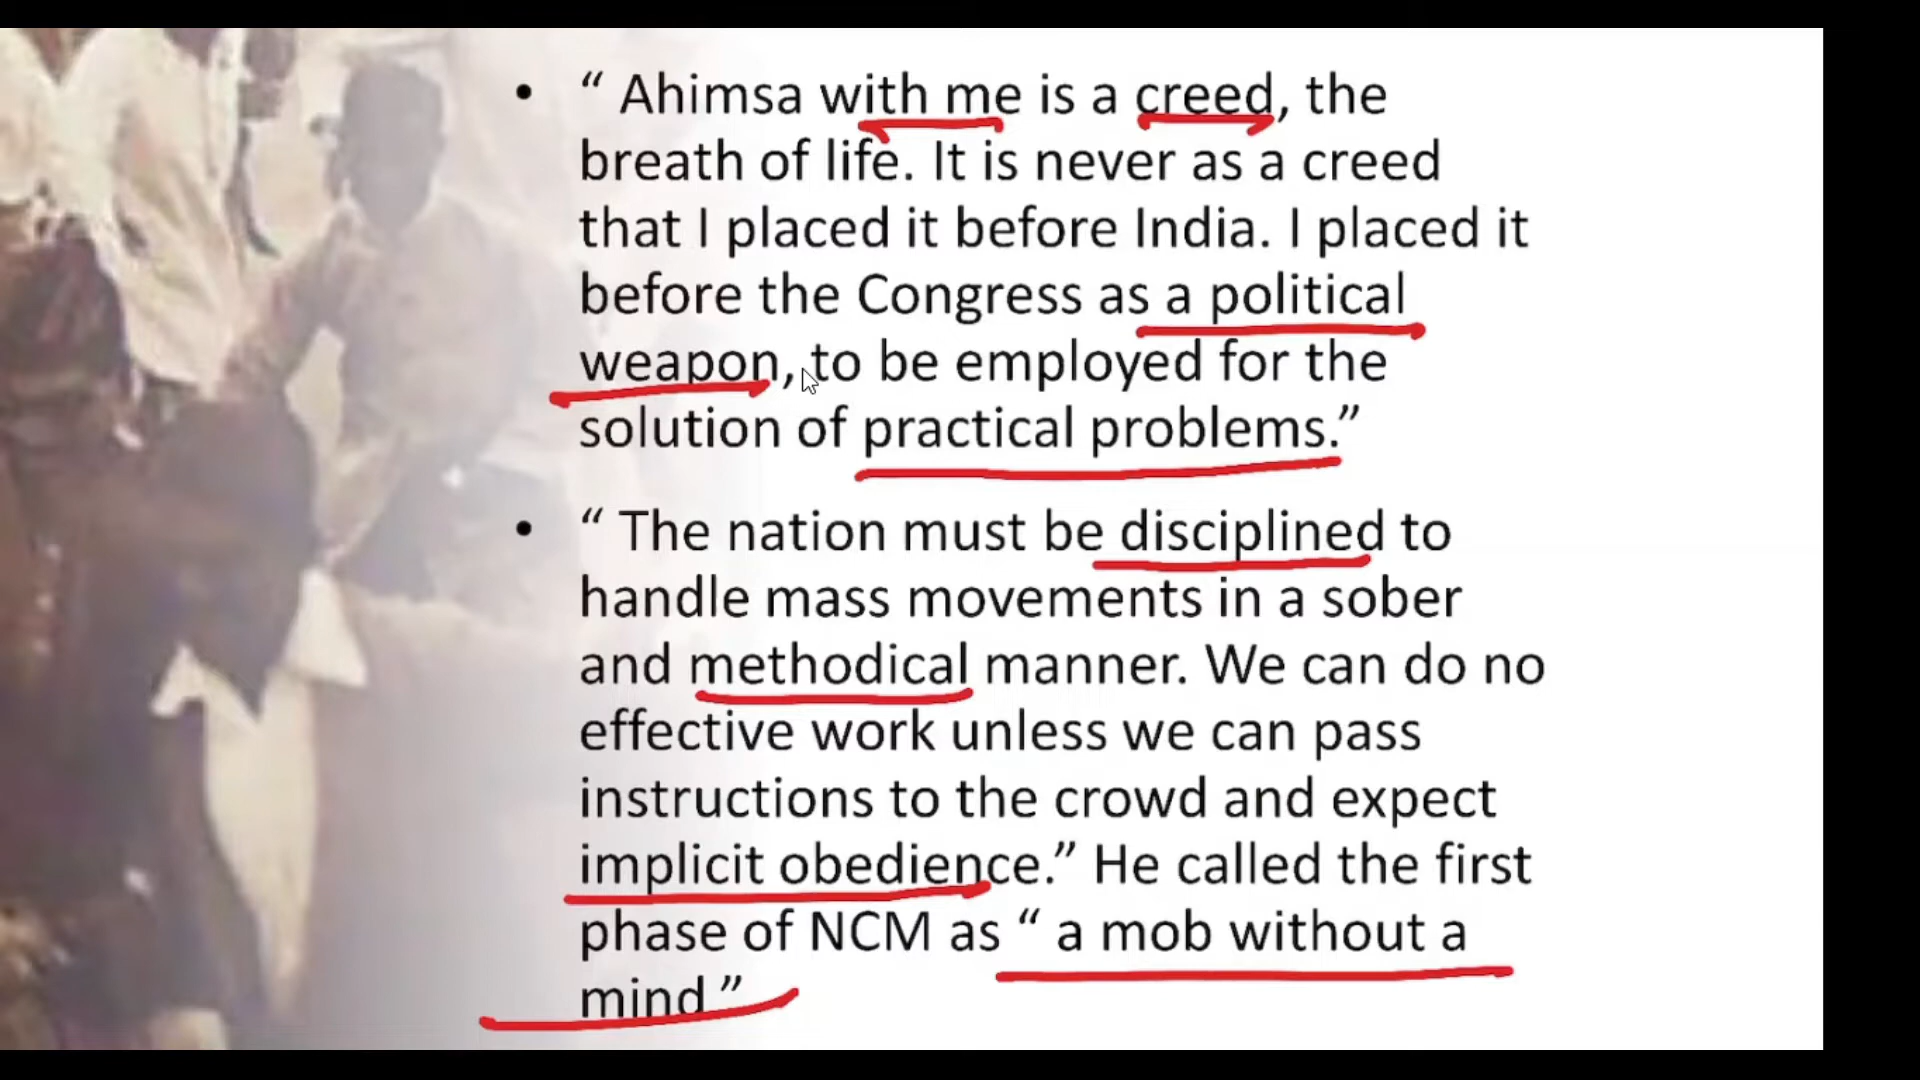 • “ Ahimsa with me is a creed, the
breath of life. It is never as a creed
that I placed it before India. I placed it
before the Congress as a political
weapon, to be employed for the
solution of practical problems.”
• “ The nation must be disciplined to
handle mass movements in a sober
and methodical manner. We can do no
effective work unless we can pass
instructions to the crowd and expect
implicit obedience.” He called the first
phase of NCM as “ a mob without a
mind ”